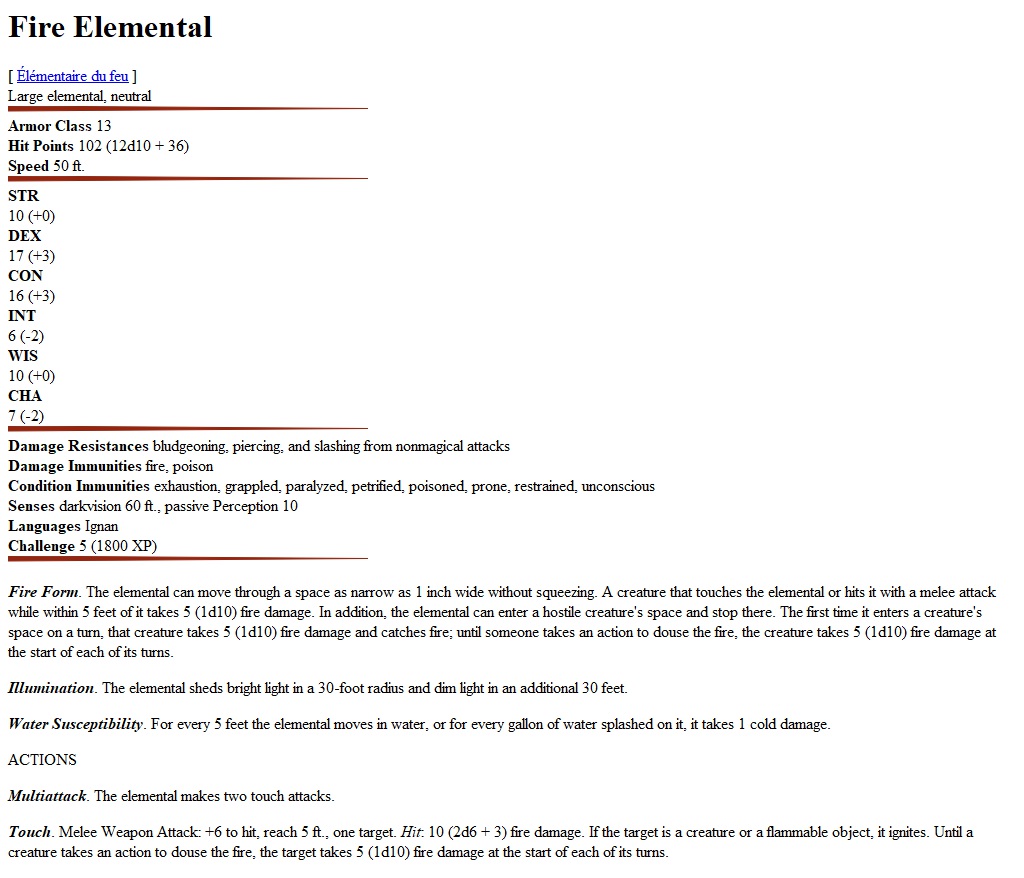 Fire Elemental
[ Élémentaire du feu ]
Large elemental, neutral
Armor Class 13
Hit Points 102 (12d10 + 36)
Speed 50 ft.
STR
10 (+0)
DEX
17 (+3)
CON
16 (+3)
INT
6 (-2)
WIS
10 (+0)
CHA
7 (-2)
Damage Resistances bludgeoning, piercing, and slashing from nonmagical attacks
Damage Immunities fire, poison
Condition Immunities exhaustion, grappled, paralyzed, petrified, poisoned, prone, restrained, unconscious
Senses darkvision 60 ft., passive Perception 10
Languages Ignan
Challenge 5 (1800 XP)
Fire Form. The elemental can move through a space as narrow as 1 inch wide without squeezing. A creature that touches the elemental or hits it with a melee attack
while within 5 feet of it takes 5 (1d10) fire damage. In addition, the elemental can enter a hostile creature's space and stop there. The first time it enters a creature's
space on a turn, that creature takes 5 (1d10) fire damage and catches fire; until someone takes an action to douse the fire, the creature takes 5 (1d10) fire damage at
the start of each of its turns.
Illumination. The elemental sheds bright light in a 30-foot radius and dim light in an additional 30 feet.
Water Susceptibility. For every 5 feet the elemental moves in water, or for every gallon of water splashed on it, it takes 1 cold damage.
ACTIONS
Multiattack. The elemental makes two touch attacks.
Touch. Melee Weapon Attack: +6 to hit, reach 5 ft., one target. Hit: 10 (2d6 + 3) fire damage. If the target is a creature or a flammable object, it ignites. Until a
creature takes an action to douse the fire, the target takes 5 (1d10) fire damage at the start of each of its turns.